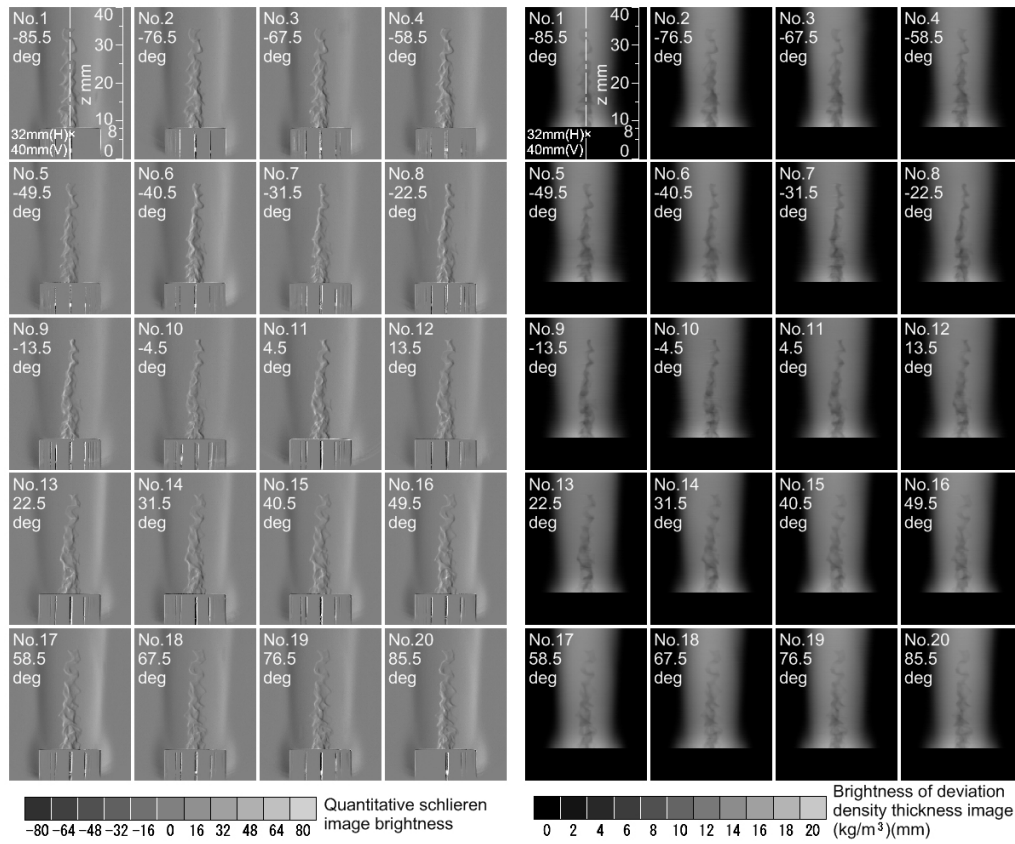 No.1
-85.5
deg
40
30
20
10
8
0
z mm
32mm(H)×
40mm(V)
No.2
-76.5
deg
No.3
-67.5
deg
No.4
-58.5
deg
No.5
-49.5
deg
No.6
-40.5
deg
No.7
-31.5
deg
No.8
-22.5
deg
No.9
-13.5
deg
No.10
-4.5
deg
No.11
4.5
deg
No.12
13.5
deg
No.13
22.5
deg
No.14
31.5
deg
No.15
40.5
deg
No.16
49.5
deg
No.17
58.5
deg
No.18
67.5
deg
No.19
76.5
deg
No.20
85.5
deg
-80 -64 -48 -32 -16 0 16 32 48 64 80
Quantitative schlieren
image brightness
No.1
-85.5
deg
40
30
20
10
8
0
z mm
32mm(H)×
40mm(V)
No.2
-76.5
deg
No.3
-67.5
deg
No.4
-58.5
deg
No.5
-49.5
deg
No.6
-40.5
deg
No.7
-31.5
deg
No.8
-22.5
deg
No.9
-13.5
deg
No.10
-4.5
deg
No.11
4.5
deg
No.12
13.5
deg
No.13
22.5
deg
No.14
31.5
deg
No.15
40.5
deg
No.16
49.5
deg
No.17
58.5
deg
No.18
67.5
deg
No.19
76.5
deg
No.20
85.5
deg
0 2 4 6 8 10 12 14 16 18 20
Brightness of deviation
density thickness image
(kg/m³)(mm)